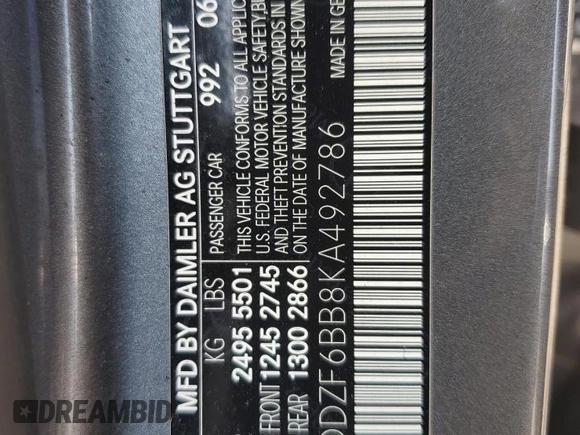 MFD BY DAIMLER AG STUTTGART
992 06
KG LBS PASSENGER CAR
2495 5501 THIS VEHICLE CONFORMS TO ALL
U.S. FEDERAL MOTOR VEHICLE SAFETY
FRONT 1245 2745 AND THEFT PREVENTION STANDARDS IN
REAR 1300 2866 ON THE DATE OF MANUFACTURE SHOWN
MADE IN
DZF6BB8KA492786
DCARGURU